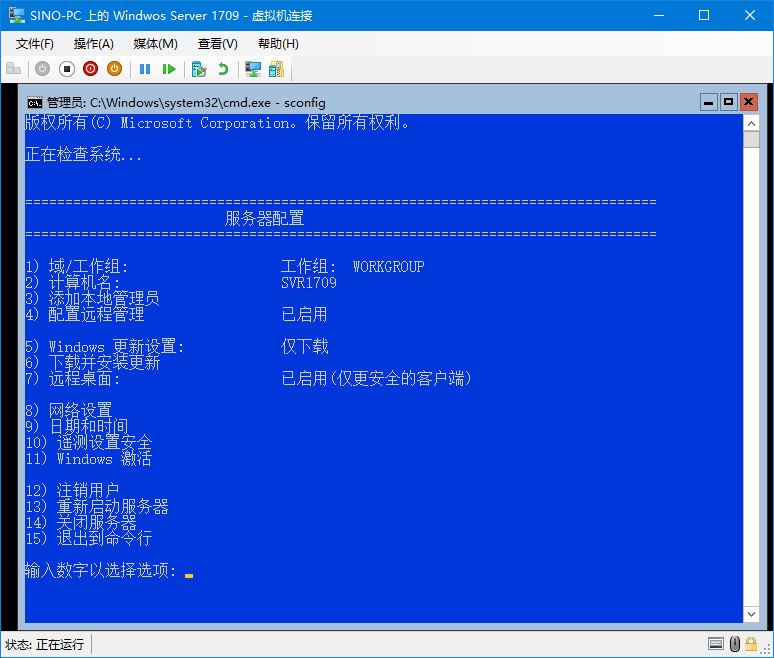 SINO-PC 上的 Windwos Server 1709 - 虚拟机连接
文件(F) 操作(A) 媒体(M) 查看(V) 帮助(H)
管理员: C:\Windows\system32\cmd.exe - sconfig
版权所有(C) Microsoft Corporation。保留所有权利。
正在检查系统...
===============================================================================
服务器配置
===============================================================================
1) 域/工作组: 工作组: WORKGROUP
2) 计算机名: SVR1709
3) 添加本地管理员
4) 配置远程管理 已启用
5) Windows 更新设置: 仅下载
6) 下载并安装更新
7) 远程桌面: 已启用(仅更安全的客户端)
8) 网络设置
9) 日期和时间
10) 遥测设置安全
11) Windows 激活
12) 注销用户
13) 重新启动服务器
14) 关闭服务器
15) 退出到命令行
输入数字以选择选项:
状态: 正在运行